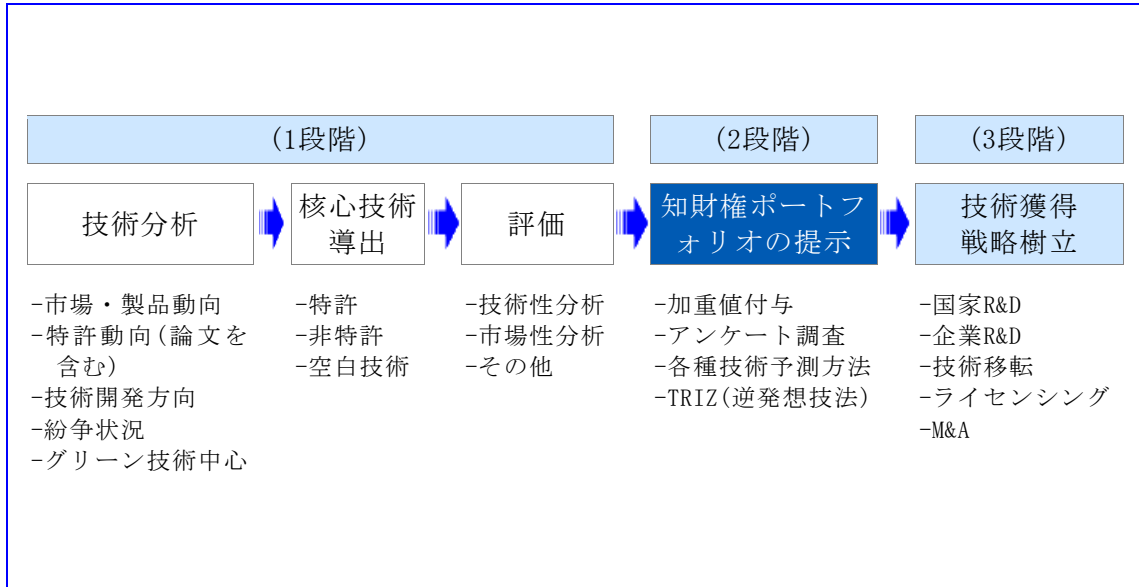 (1段階)
(2段階)
(3段階)
技術分析
核心技術
導出
評価
知財権ポートフ
ォリオの提示
技術獲得
戦略樹立
-市場・製品動向
-特許動向(論文を
含む)
-技術開発方向
-紛争状況
-グリーン技術中心
-特許
-非特許
-空白技術
-技術性分析
-市場性分析
-その他
-加重値付与
-アンケート調査
-各種技術予測方法
-TRIZ(逆発想技法)
-国家R&D
-企業R&D
-技術移転
-ライセンシング
-M&A